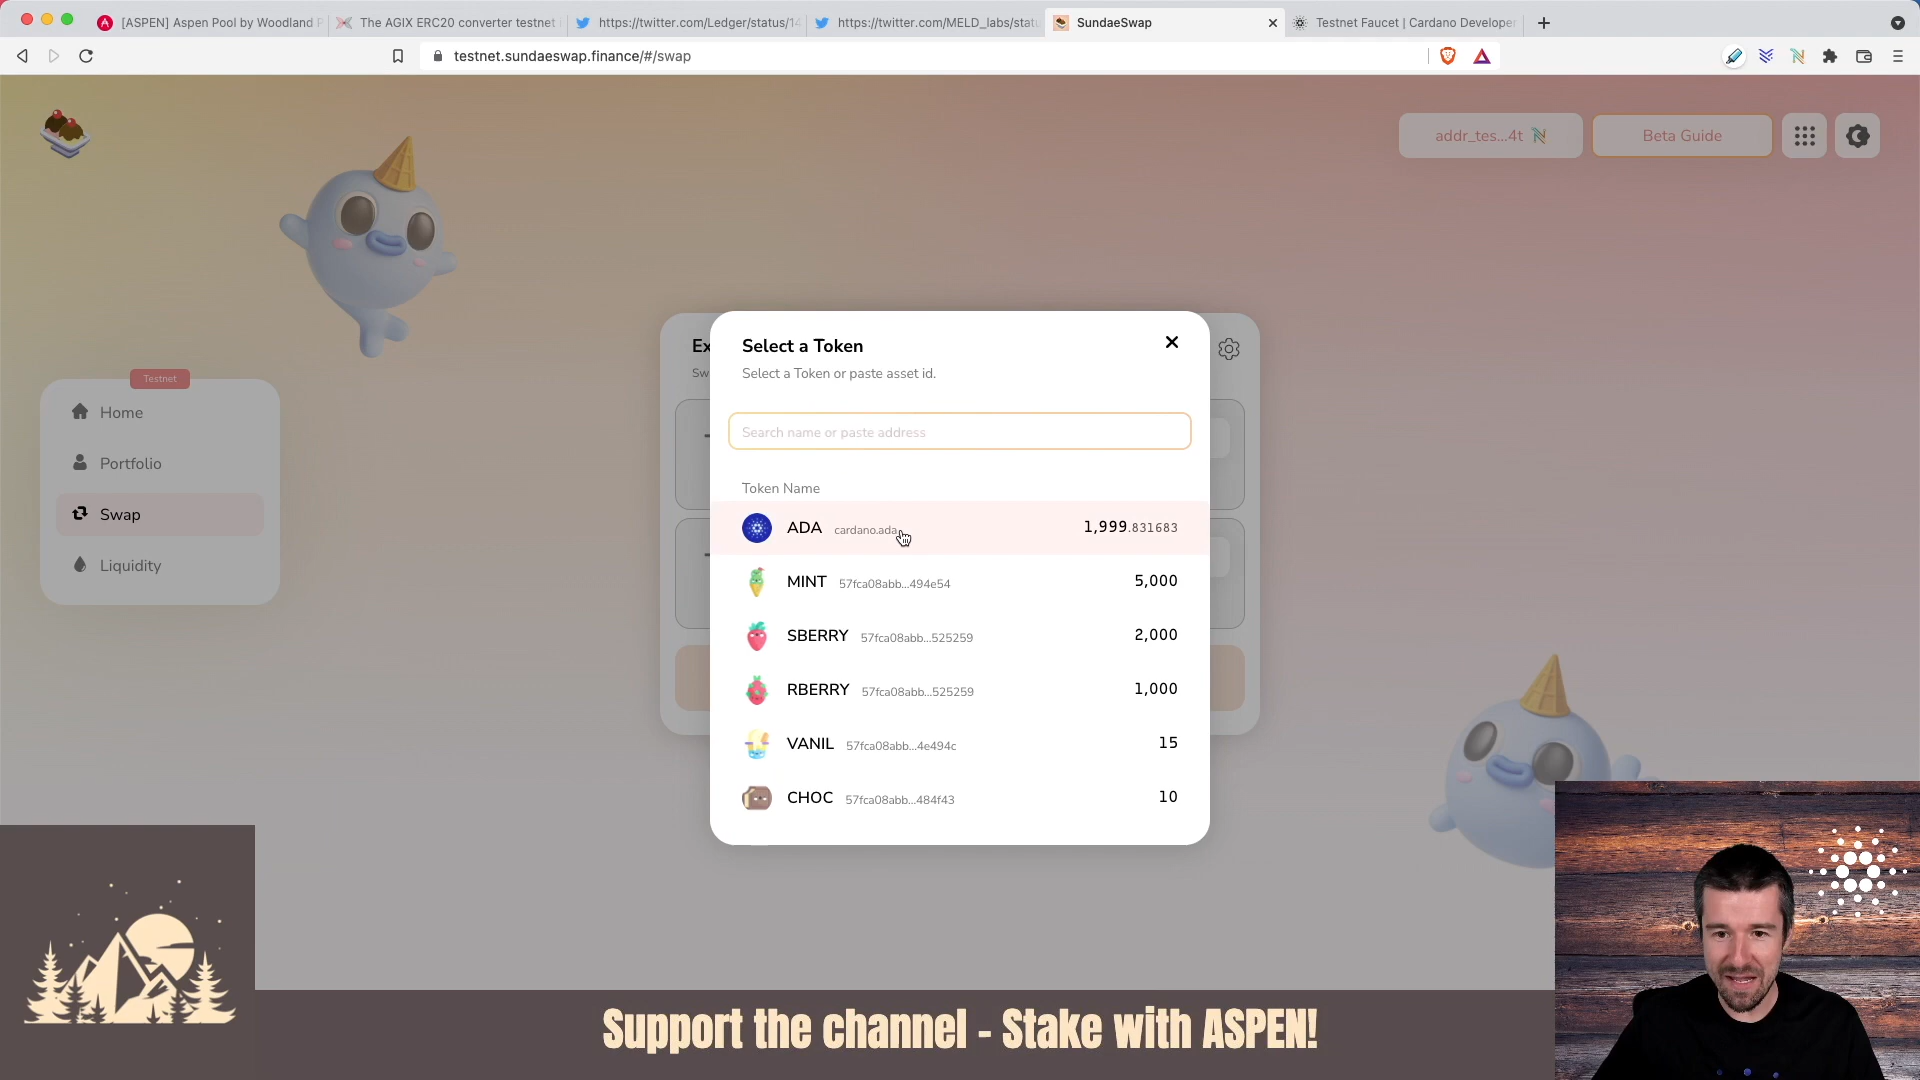 [ASPEN] Aspen Pool by Woodland P
The AGIX ERC20 converter testnet
https://twitter.com/Ledger/status/14
https://twitter.com/MELD_labs/statu
SundaeSwap
Testnet Faucet | Cardano Developer
testnet.sundaeswap.finance/#/swap
addr_tes...4t
Beta Guide
Testnet
Home
Portfolio
Swap
Liquidity
Ex
Sw
Select a Token
Select a Token or paste asset id.
Search name or paste address
Token Name
ADA cardano.ada 1,999.831683
MINT 57fca08abb...494e54 5,000
SBERRY 57fca08abb...525259 2,000
RBERRY 57fca08abb...525259 1,000
VANIL 57fca08abb...4e494c 15
CHOC 57fca08abb...484f43 10
Support the channel - Stake with ASPEN!